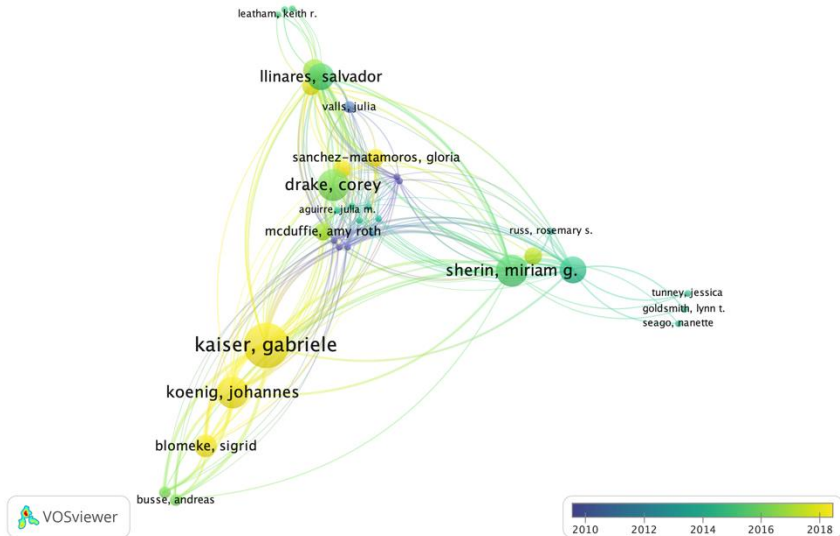 leatham, keith r.
llinares, salvador
valls, julia
sanchez-matamoros, gloria
drake, corey
aguirre, julia m.
mcduffie, amy roth
russ, rosemary s.
sherin, miriam g.
tunney, jessica
goldsmith, lynn t.
seago, nanette
kaiser, gabriele
koenig, johannes
blomeke, sigrid
busse, andreas
VOSviewer
2010 2012 2014 2016 2018